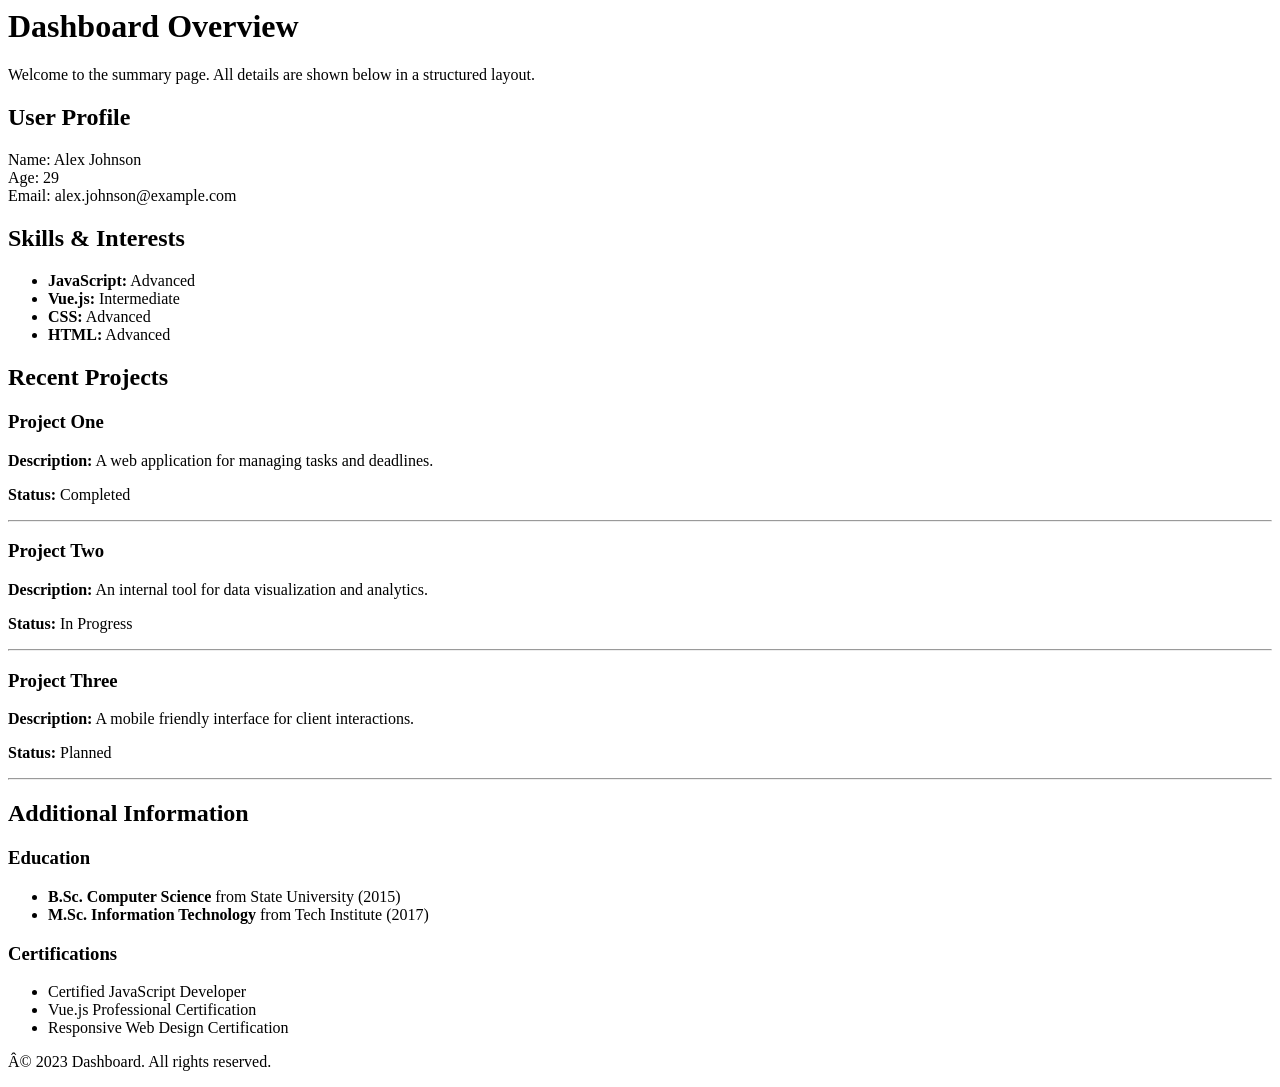 Dashboard Overview
Welcome to the summary page. All details are shown below in a structured layout.
User Profile
Name: Alex Johnson
Age: 29
Email: alex.johnson@example.com
Skills & Interests
JavaScript: Advanced
Vue.js: Intermediate
CSS: Advanced
HTML: Advanced
Recent Projects
Project One
Description: A web application for managing tasks and deadlines.
Status: Completed
Project Two
Description: An internal tool for data visualization and analytics.
Status: In Progress
Project Three
Description: A mobile friendly interface for client interactions.
Status: Planned
Additional Information
Education
B.Sc. Computer Science from State University (2015)
M.Sc. Information Technology from Tech Institute (2017)
Certifications
Certified JavaScript Developer
Vue.js Professional Certification
Responsive Web Design Certification
Â© 2023 Dashboard. All rights reserved.